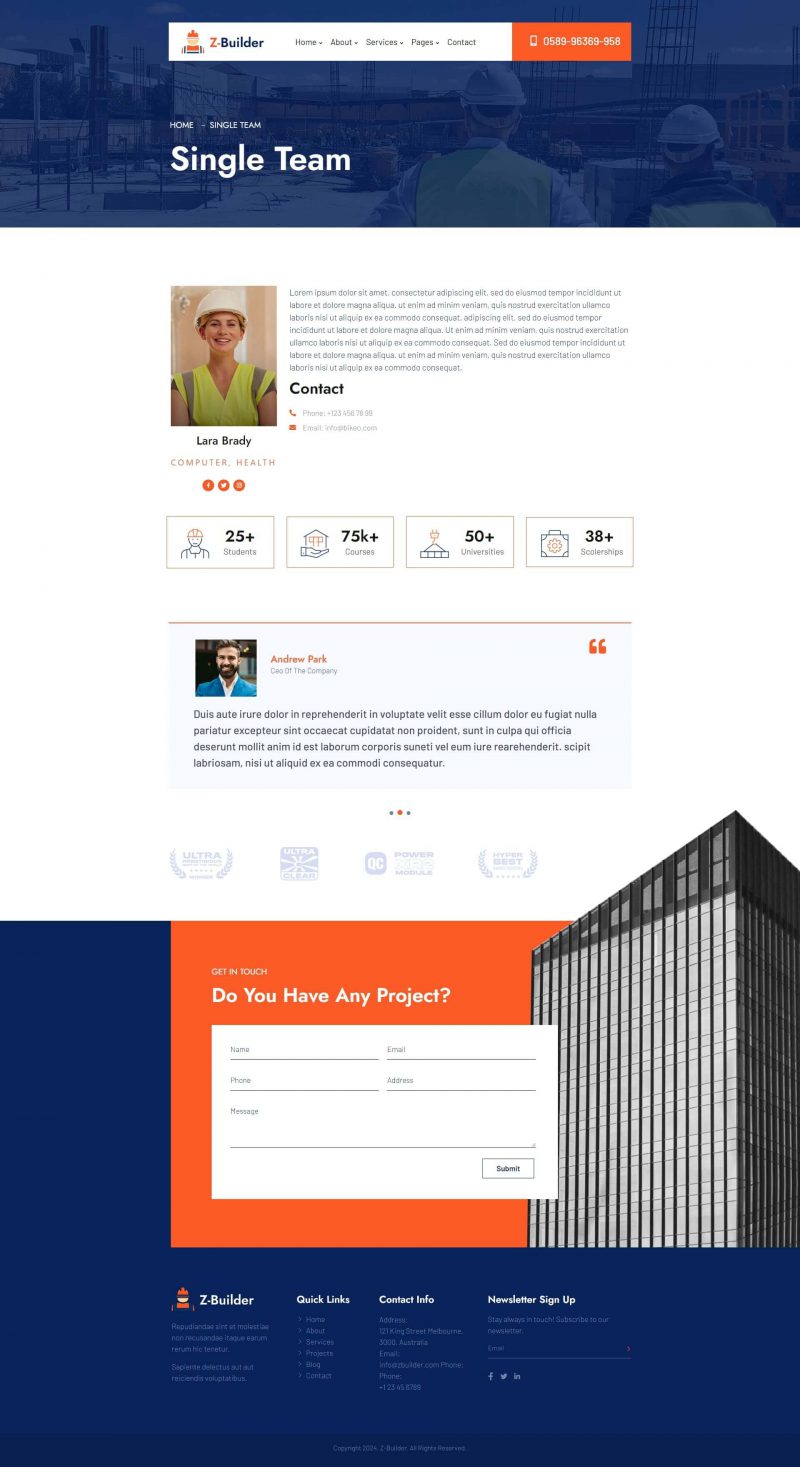 Z-Builder
Home About Services Pages Contact
0589-96369-958
HOME – SINGLE TEAM
Single Team
Lorem ipsum dolor sit amet, consectetur adipiscing elit, sed do eiusmod tempor incididunt ut
labore et dolore magna aliqua. ut enim ad minim veniam, quis nostrud exercitation ullamco
laboris nisi ut aliquip ex ea commodo consequat. adipiscing elit, sed do eiusmod tempor
incididunt ut labore et dolore magna aliqua. Ut enim ad minim veniam, quis nostrud exercitation
ullamco laboris nisi ut aliquip ex ea commodo consequat. Sed do eiusmod tempor incididunt ut
labore et dolore magna aliqua. ut enim ad minim veniam, quis nostrud exercitation ullamco
laboris nisi ut aliquip ex ea commodo consequat.
Contact
Phone: +123 456 78 99
Email: info@bikeo.com
Lara Brady
COMPUTER, HEALTH
25+
Students
75k+
Courses
50+
Universities
38+
Scolerships
Andrew Park
Ceo Of The Company
Duis aute irure dolor in reprehenderit in voluptate velit esse cillum dolor eu fugiat nulla
pariatur excepteur sint occaecat cupidatat non proident, sunt in culpa qui officia
deserunt mollit anim id est laborum corporis suneti vel eum iure rearehenderit. scipit
labriosam, nisi ut aliquid ex ea commodi consequatur.
ULTRA
WINNER
ULTRA
CLEAR
QC
POWER
XR2
MODULE
HYPER
BEST
GET IN TOUCH
Do You Have Any Project?
Name
Email
Phone
Address
Message
Submit
Z-Builder
Repudiandae sint et molestiae
non recusandae itaque earum
rerum hic tenetur.
Sapiente delectus aut aut
reiciendis voluptatibus.
Quick Links
Home
About
Services
Projects
Blog
Contact
Contact Info
Address:
121 King Street Melbourne,
3000, Australia
Email:
info@zbuilder.com Phone:
Phone:
+1 23 45 6789
Newsletter Sign Up
Stay always in touch! Subscribe to our
newsletter.
Email
Copyright 2024. Z-Builder. All Rights Reserved.